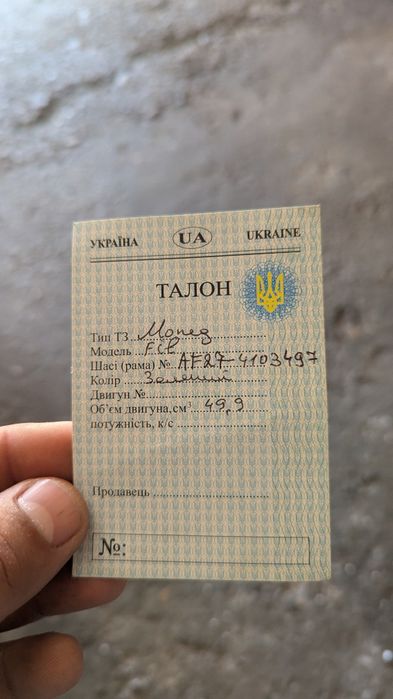 УКРАЇНА UA UKRAINE
ТАЛОН
Тип ТЗ Мопед
Модель
Шасі (рама) № AF27-4103497
Колір Зелений
Двигун №
Об'єм двигуна, см³ 49,9
потужність, к/с
Продавець
№: